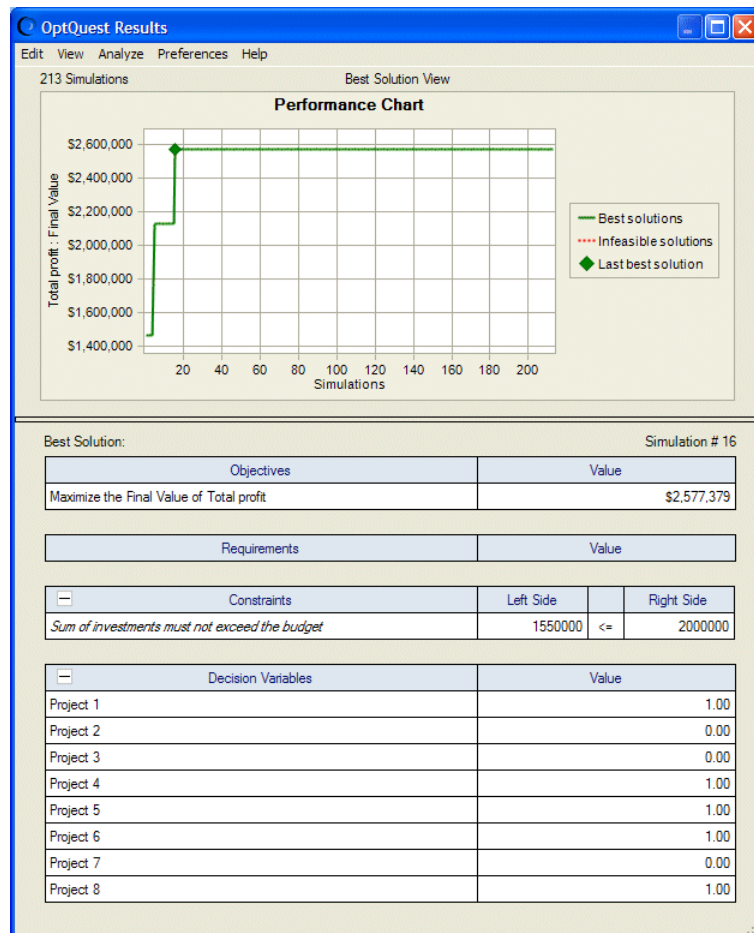 OptQuest Results
Edit View Analyze Preferences Help
213 Simulations Best Solution View
Performance Chart
Total profit : Final Value
$2,600,000
$2,400,000
$2,200,000
$2,000,000
$1,800,000
$1,600,000
$1,400,000
20 40 60 80 100 120 140 160 180 200
Simulations
Best solutions
Infeasible solutions
Last best solution
Best Solution: Simulation # 16
Objectives Value
Maximize the Final Value of Total profit $2,577,379
Requirements Value
Constraints Left Side Right Side
Sum of investments must not exceed the budget 1550000 <= 2000000
Decision Variables Value
Project 1 1.00
Project 2 0.00
Project 3 0.00
Project 4 1.00
Project 5 1.00
Project 6 1.00
Project 7 0.00
Project 8 1.00